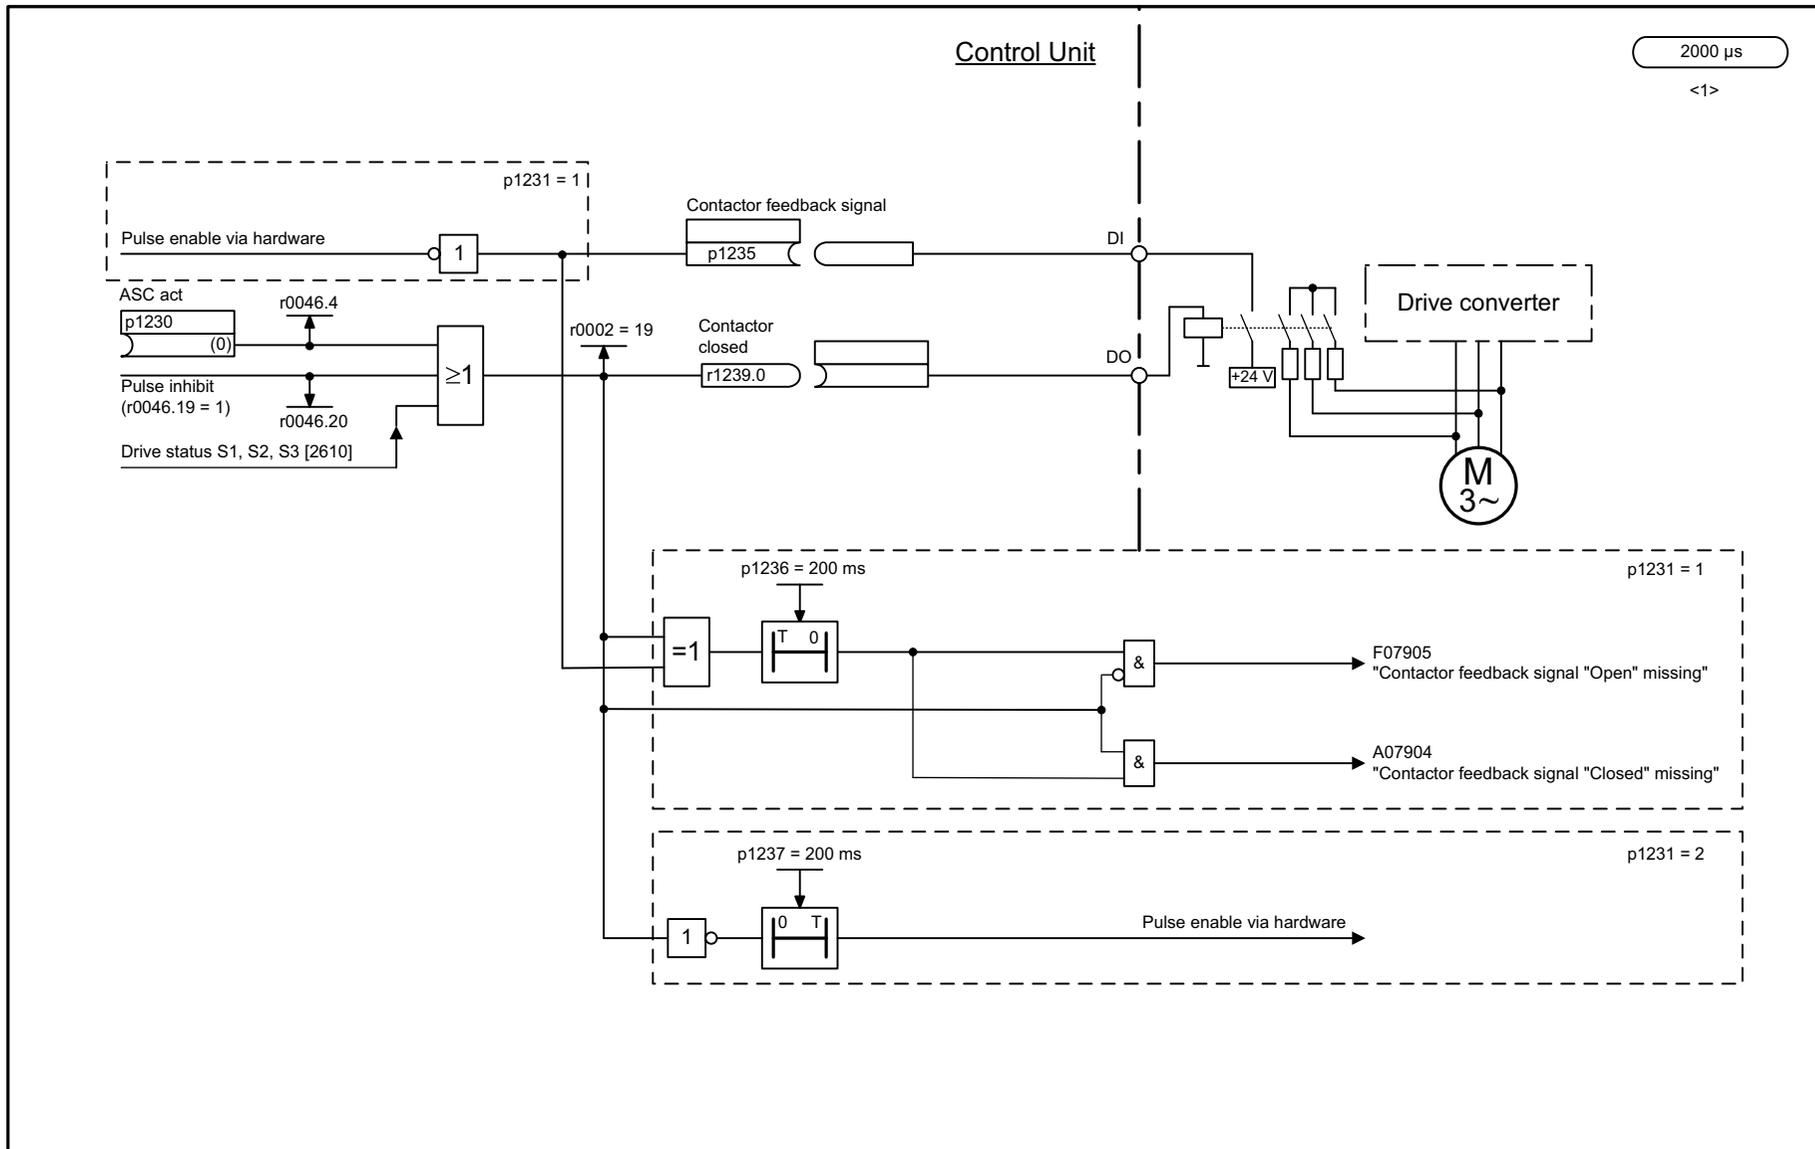 Control Unit
2000 µs
<1>
p1231 = 1
Pulse enable via hardware
1
Contactor feedback signal
p1235
DI
ASC act
p1230
(0)
r0046.4
Pulse inhibit
(r0046.19 = 1)
r0046.20
Drive status S1, S2, S3 [2610]
≥1
r0002 = 19
Contactor
closed
r1239.0
DO
+24 V
Drive converter
M
3~
p1236 = 200 ms
p1231 = 1
=1
T 0
&
F07905
"Contactor feedback signal "Open" missing"
&
A07904
"Contactor feedback signal "Closed" missing"
p1237 = 200 ms
p1231 = 2
1
0 T
Pulse enable via hardware